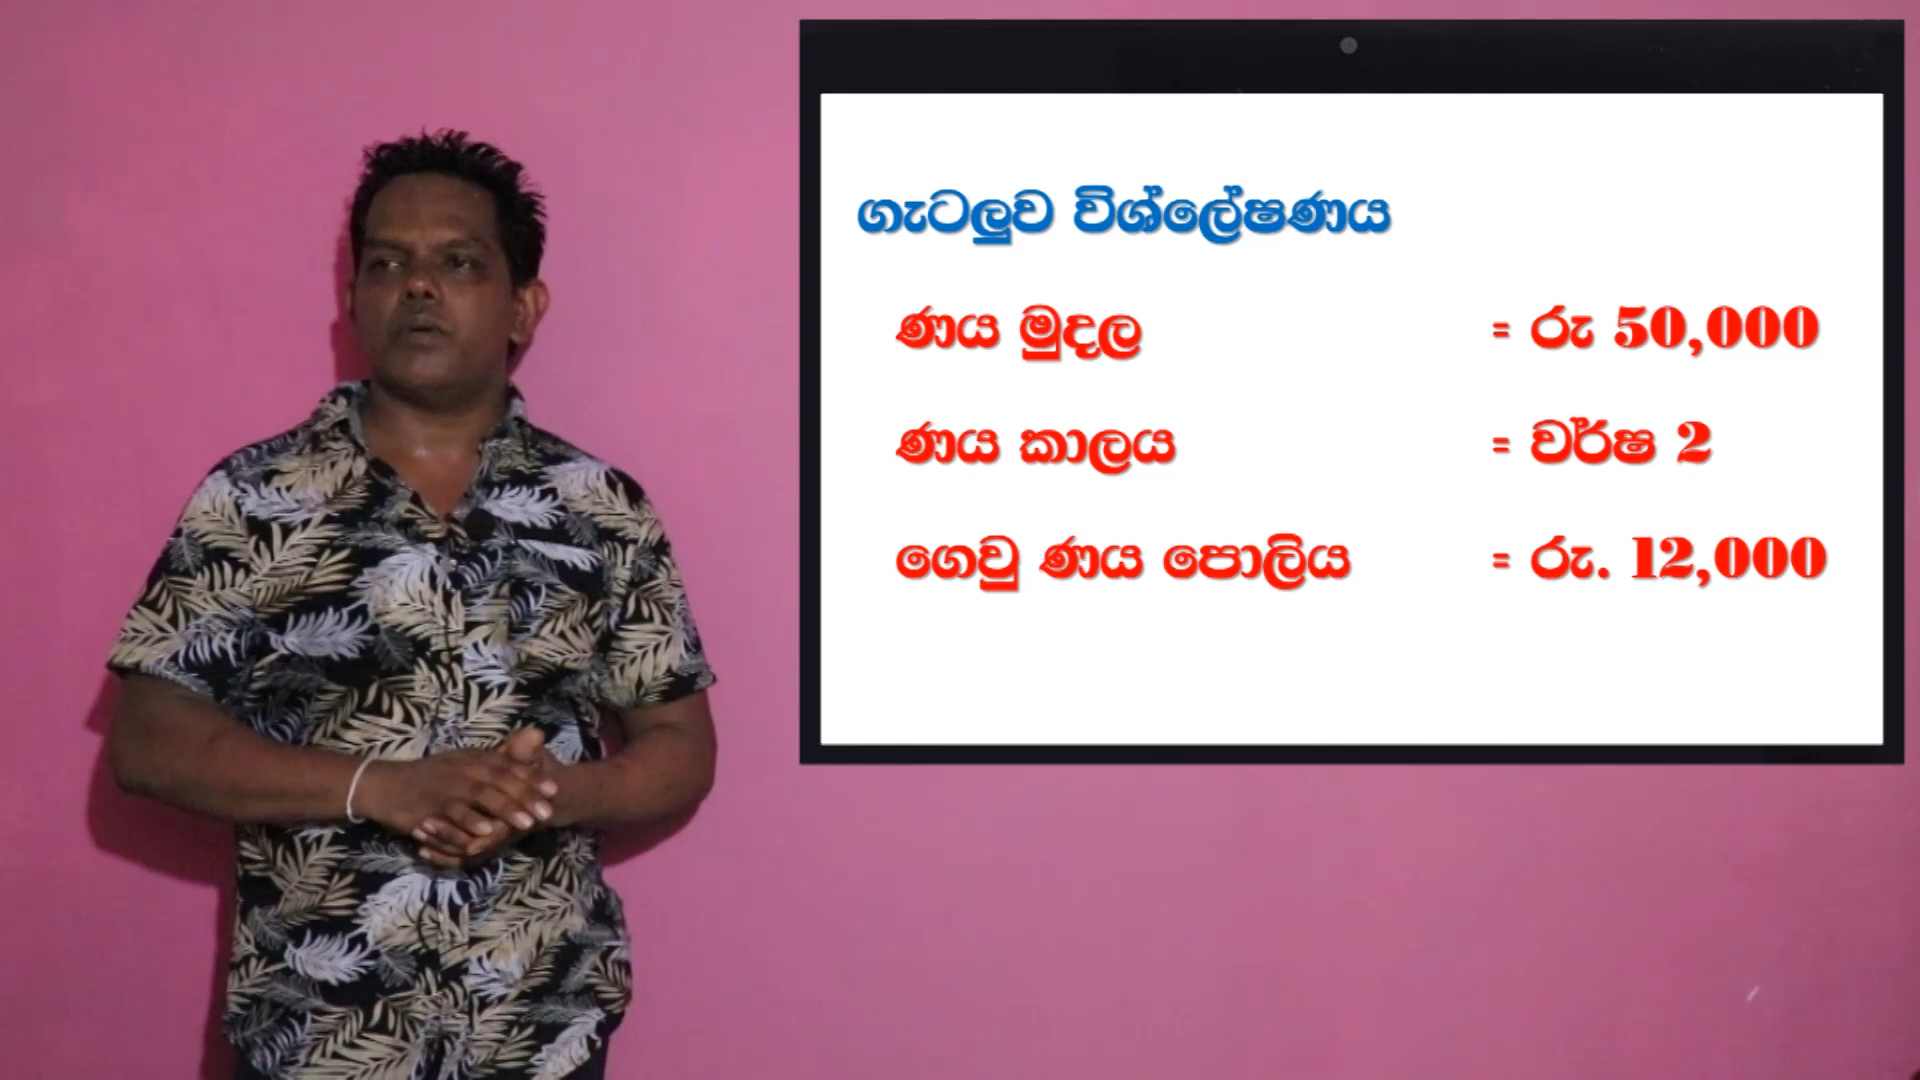 ගැටලුව විශ්ලේෂණය
ණය මුදල = රු 50,000
ණය කාලය = වර්ෂ 2
ගෙවු ණය පොලිය = රු. 12,000